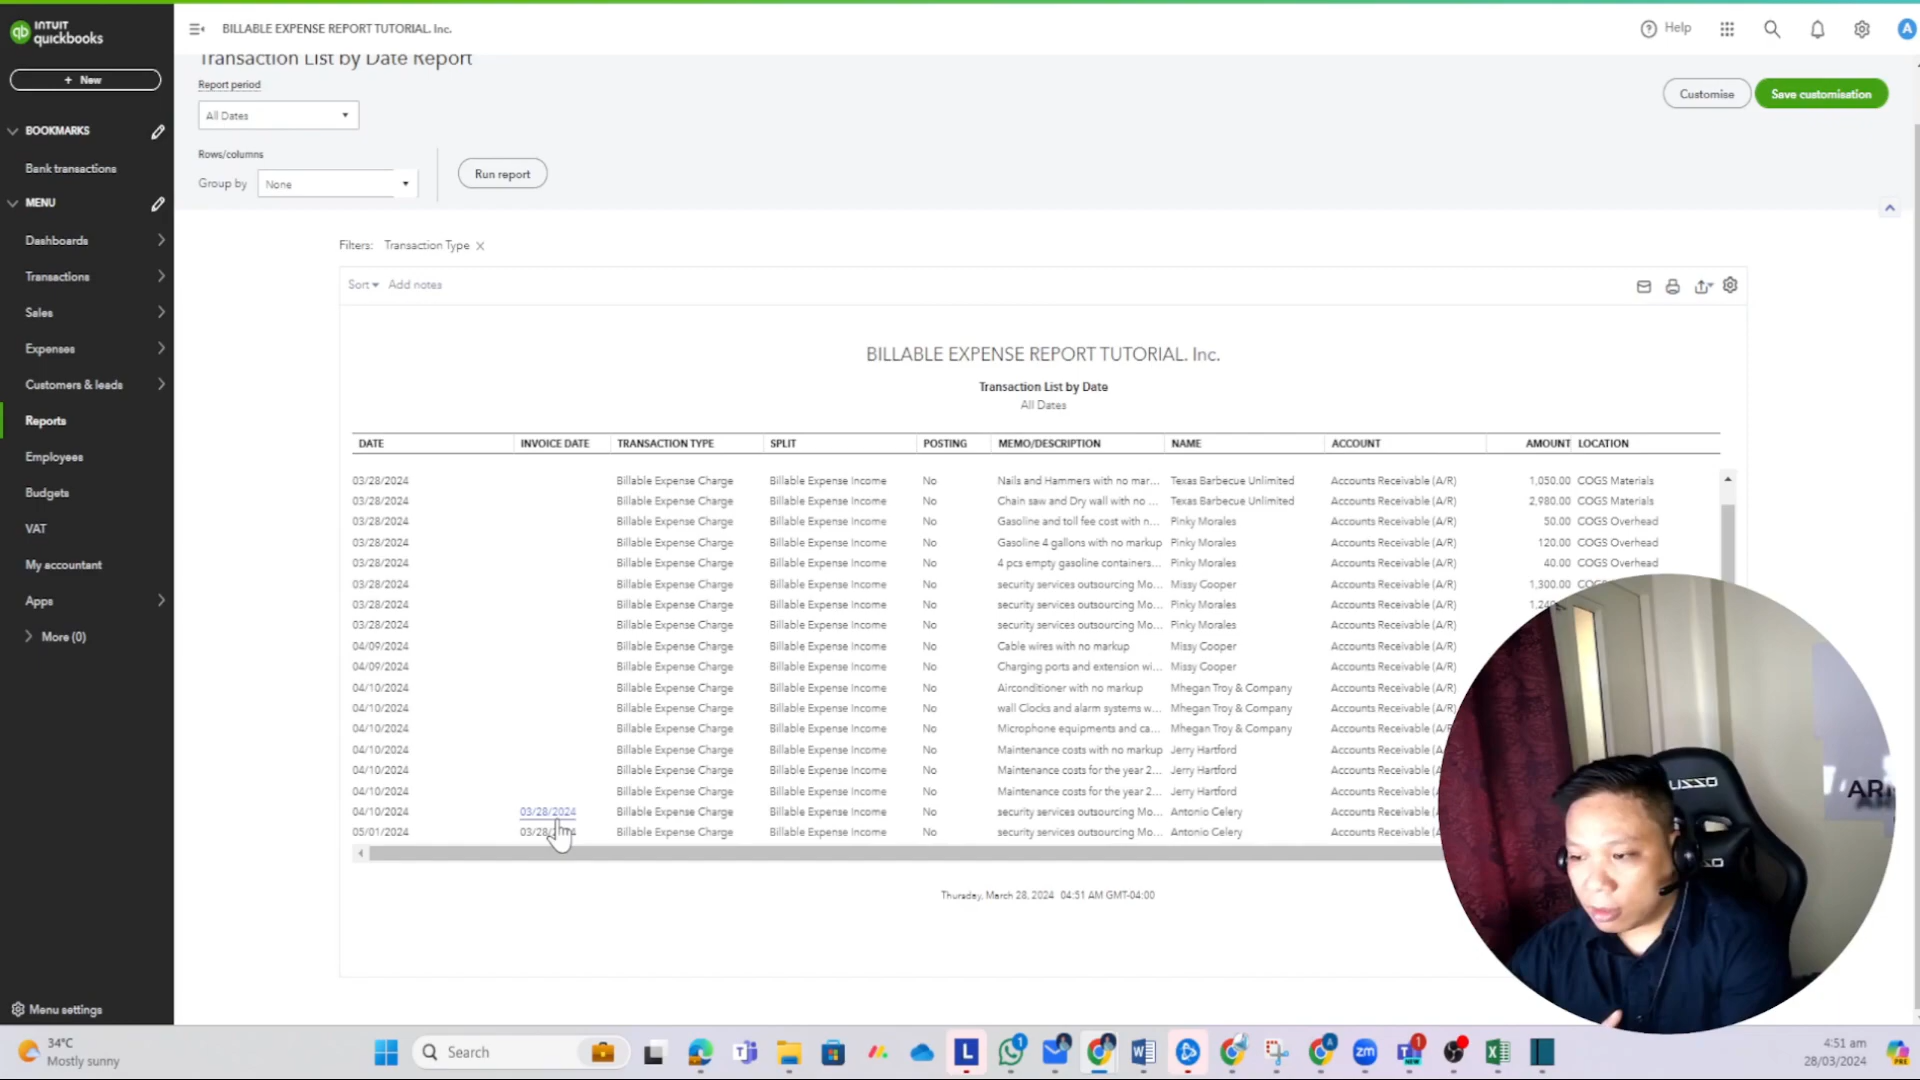 INTUIT
quickbooks
BILLABLE EXPENSE REPORT TUTORIAL. Inc.
Help
A
+ New
Transaction List by Date Report
Report period
All Dates
Customise
Save customisation
Rows/columns
Group by None
Run report
BOOKMARKS
Bank transactions
MENU
Dashboards
Transactions
Sales
Expenses
Customers & leads
Reports
Employees
Budgets
VAT
My accountant
Apps
More (0)
Menu settings
Filters: Transaction Type
Sort Add notes
BILLABLE EXPENSE REPORT TUTORIAL. Inc.
Transaction List by Date
All Dates
DATE INVOICE DATE TRANSACTION TYPE SPLIT POSTING MEMO/DESCRIPTION NAME ACCOUNT AMOUNT LOCATION
03/28/2024 Billable Expense Charge Billable Expense Income No Nails and Hammers with no mar... Texas Barbecue Unlimited Accounts Receivable (A/R) 1,050.00 COGS Materials
03/28/2024 Billable Expense Charge Billable Expense Income No Chain saw and Dry wall with no ... Texas Barbecue Unlimited Accounts Receivable (A/R) 2,980.00 COGS Materials
03/28/2024 Billable Expense Charge Billable Expense Income No Gasoline and toll fee cost with n... Pinky Morales Accounts Receivable (A/R) 50.00 COGS Overhead
03/28/2024 Billable Expense Charge Billable Expense Income No Gasoline 4 gallons with no markup Pinky Morales Accounts Receivable (A/R) 120.00 COGS Overhead
03/28/2024 Billable Expense Charge Billable Expense Income No 4 pcs empty gasoline containers... Pinky Morales Accounts Receivable (A/R) 40.00 COGS Overhead
03/28/2024 Billable Expense Charge Billable Expense Income No security services outsourcing Mo... Missy Cooper Accounts Receivable (A/R) 1,300.00
03/28/2024 Billable Expense Charge Billable Expense Income No security services outsourcing Mo... Pinky Morales Accounts Receivable (A/R)
03/28/2024 Billable Expense Charge Billable Expense Income No security services outsourcing Mo... Pinky Morales Accounts Receivable (A/R)
04/09/2024 Billable Expense Charge Billable Expense Income No Cable wires with no markup Missy Cooper Accounts Receivable (A/R)
04/09/2024 Billable Expense Charge Billable Expense Income No Charging ports and extension wi... Missy Cooper Accounts Receivable (A/R)
04/10/2024 Billable Expense Charge Billable Expense Income No Airconditioner with no markup Mhegan Troy & Company Accounts Receivable (A/R)
04/10/2024 Billable Expense Charge Billable Expense Income No wall Clocks and alarm systems w... Mhegan Troy & Company Accounts Receivable (A/R)
04/10/2024 Billable Expense Charge Billable Expense Income No Microphone equipments and ca... Mhegan Troy & Company Accounts Receivable (A/R
04/10/2024 Billable Expense Charge Billable Expense Income No Maintenance costs with no markup Jerry Hartford Accounts Receivable (A/
04/10/2024 Billable Expense Charge Billable Expense Income No Maintenance costs for the year 2... Jerry Hartford Accounts Receivable (A/
04/10/2024 Billable Expense Charge Billable Expense Income No Maintenance costs for the year 2... Jerry Hartford Accounts Receivable (A/
04/10/2024 03/28/2024 Billable Expense Charge Billable Expense Income No security services outsourcing Mo... Antonio Celery Accounts Receivable (A/
05/01/2024 Billable Expense Charge Billable Expense Income No security services outsourcing Mo... Antonio Celery Accounts Receivable (A/
Thursday, March 28, 2024 04:51 AM GMT-04:00
34°C
Mostly sunny
Search
4:51 am
28/03/2024